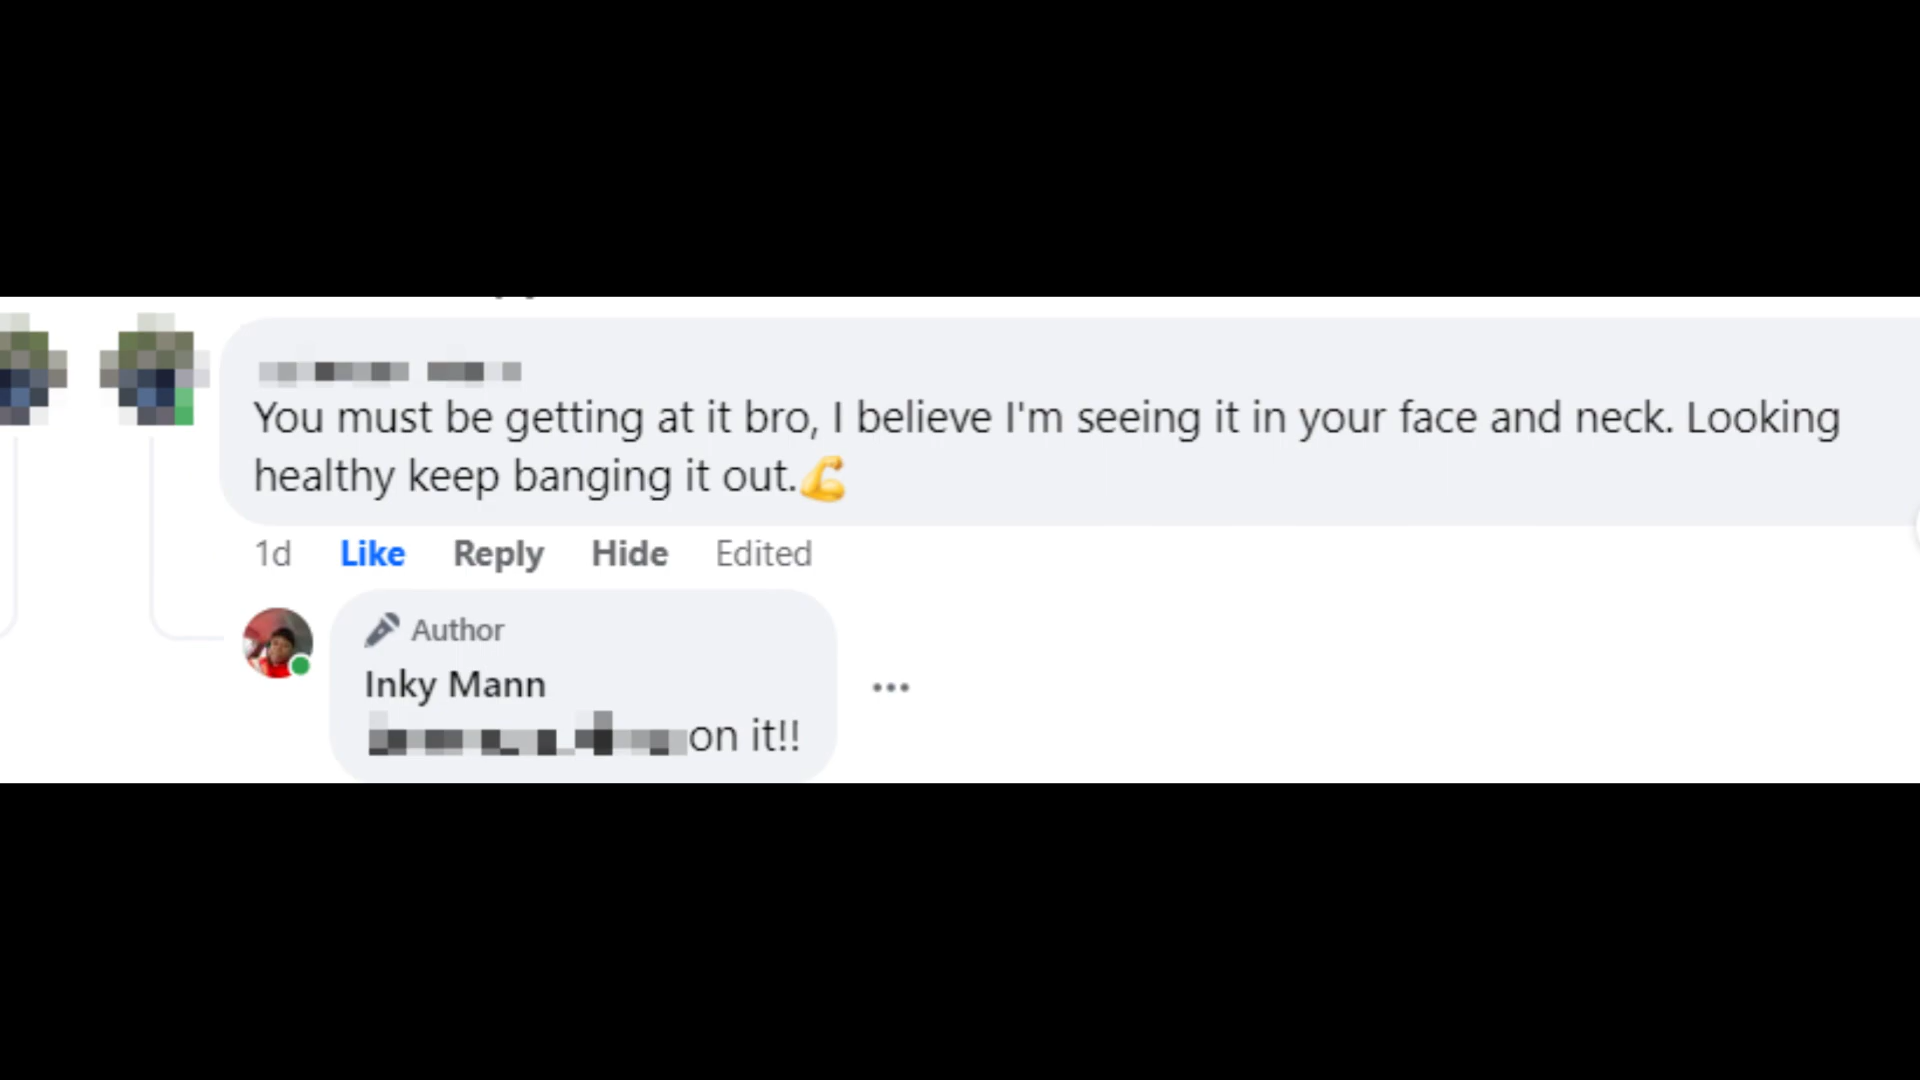 You must be getting at it bro, I believe I'm seeing it in your face and neck. Looking
healthy keep banging it out.💪
1d Like Reply Hide Edited
Author
Inky Mann
on it!!